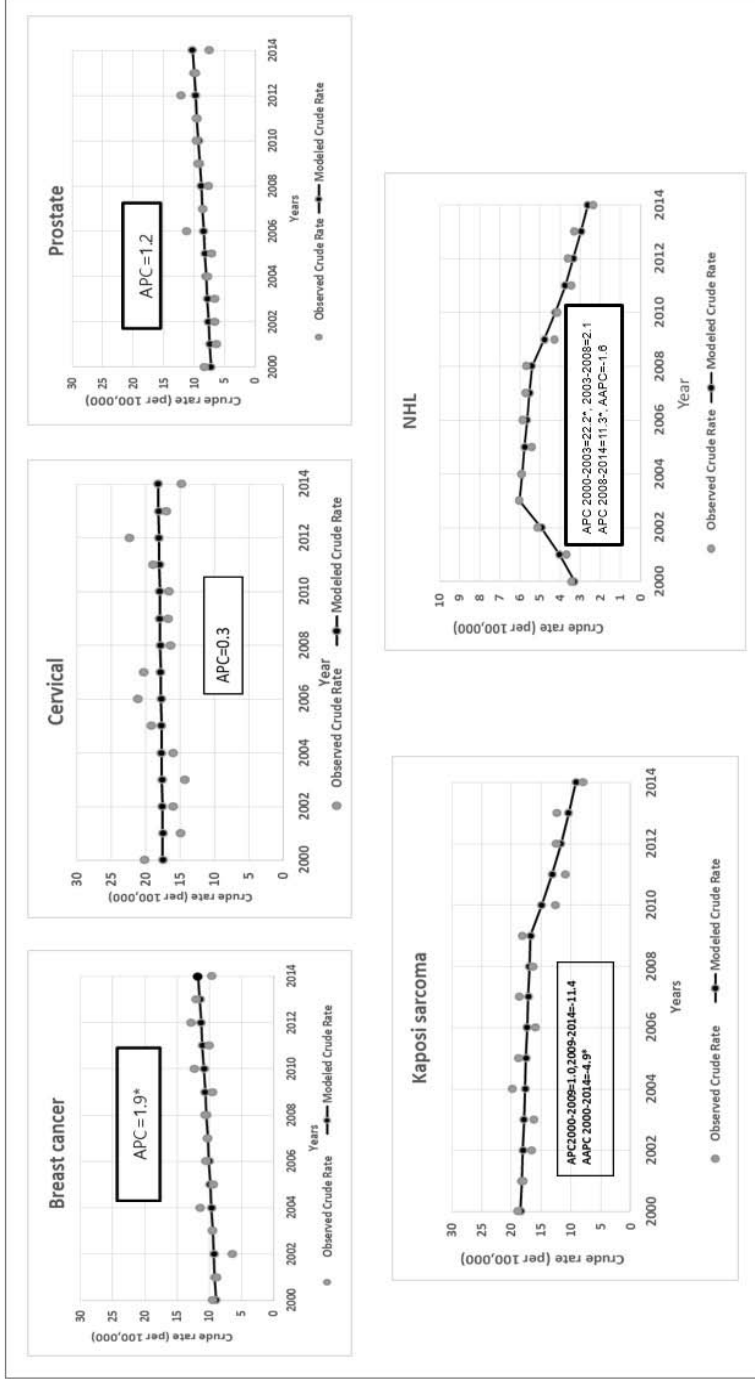 Breast cancer
Crude rate (per 100,000)
30
25
20
15
10
5
0
APC =1.9*
2000 2002 2004 2006 2008 2010 2012 2014
Years
Observed Crude Rate Modeled Crude Rate
Cervical
Crude rate (per 100,000)
30
25
20
15
10
5
0
APC=0.3
2000 2002 2004 2006 2008 2010 2012 2014
Year
Observed Crude Rate Modeled Crude Rate
Prostate
Crude rate (per 100,000)
30
25
20
15
10
5
0
APC =1.2
2000 2002 2004 2006 2008 2010 2012 2014
Years
Observed Crude Rate Modeled Crude Rate
Kaposi sarcoma
Crude rate (per 100,000)
30
25
20
15
10
5
0
APC2000-2009=1.0,2009-2014=-11.4
AAPC 2000-2014=-4.9*
2000 2002 2004 2006 2008 2010 2012 2014
Years
Observed Crude Rate Modeled Crude Rate
NHL
Crude rate (per 100,000)
10
9
8
7
6
5
4
3
2
1
0
APC 2000-2003=22.2*, 2003-2008=2.1
APC 2008-2014=11.3*, AAPC=-1.6
2000 2002 2004 2006 2008 2010 2012 2014
Year
Observed Crude Rate Modeled Crude Rate